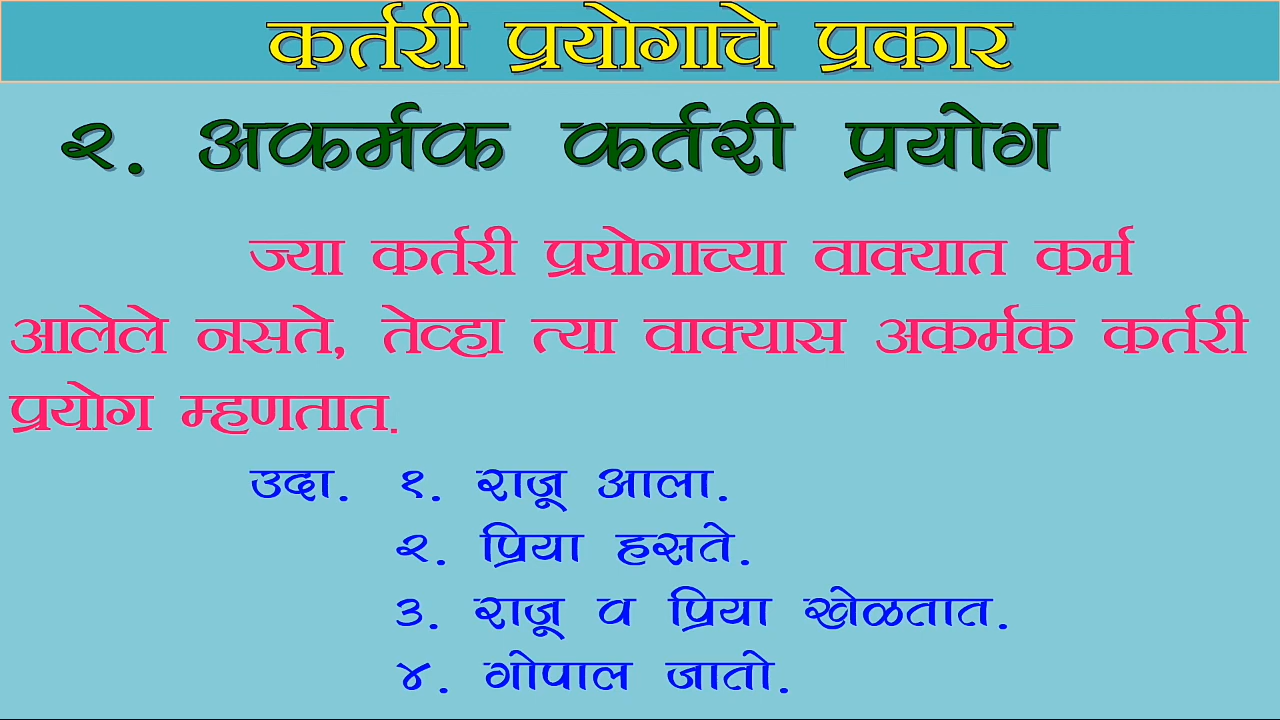 कर्तरी प्रयोगाचे प्रकार
२. अकर्मक कर्तरी प्रयोग
ज्या कर्तरी प्रयोगाच्या वाक्यात कर्म
आलेले नसते, तेव्हा त्या वाक्यास अकर्मक कर्तरी
प्रयोग म्हणतात.
उदा. १. राजू आला.
२. प्रिया हसते.
३. राजू व प्रिया खेळतात.
४. गोपाल जातो.